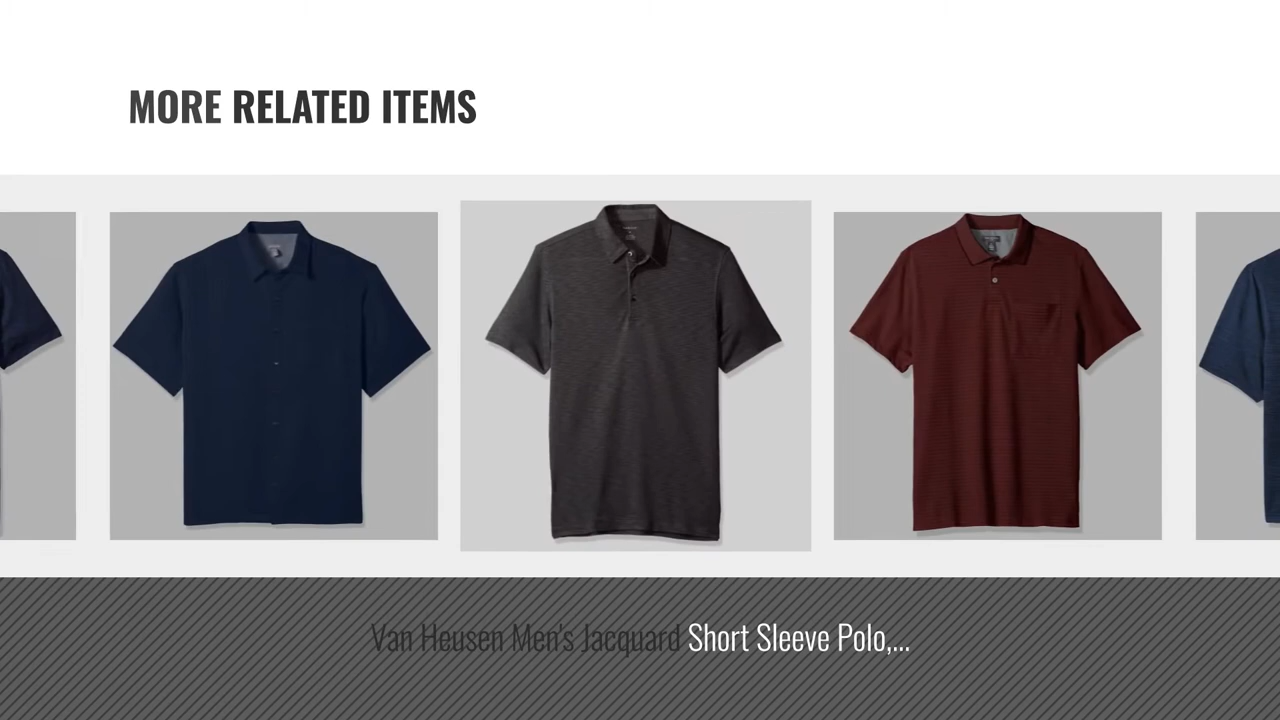 MORE RELATED ITEMS
Van Heusen Men's Jacquard Short Sleeve Polo,...